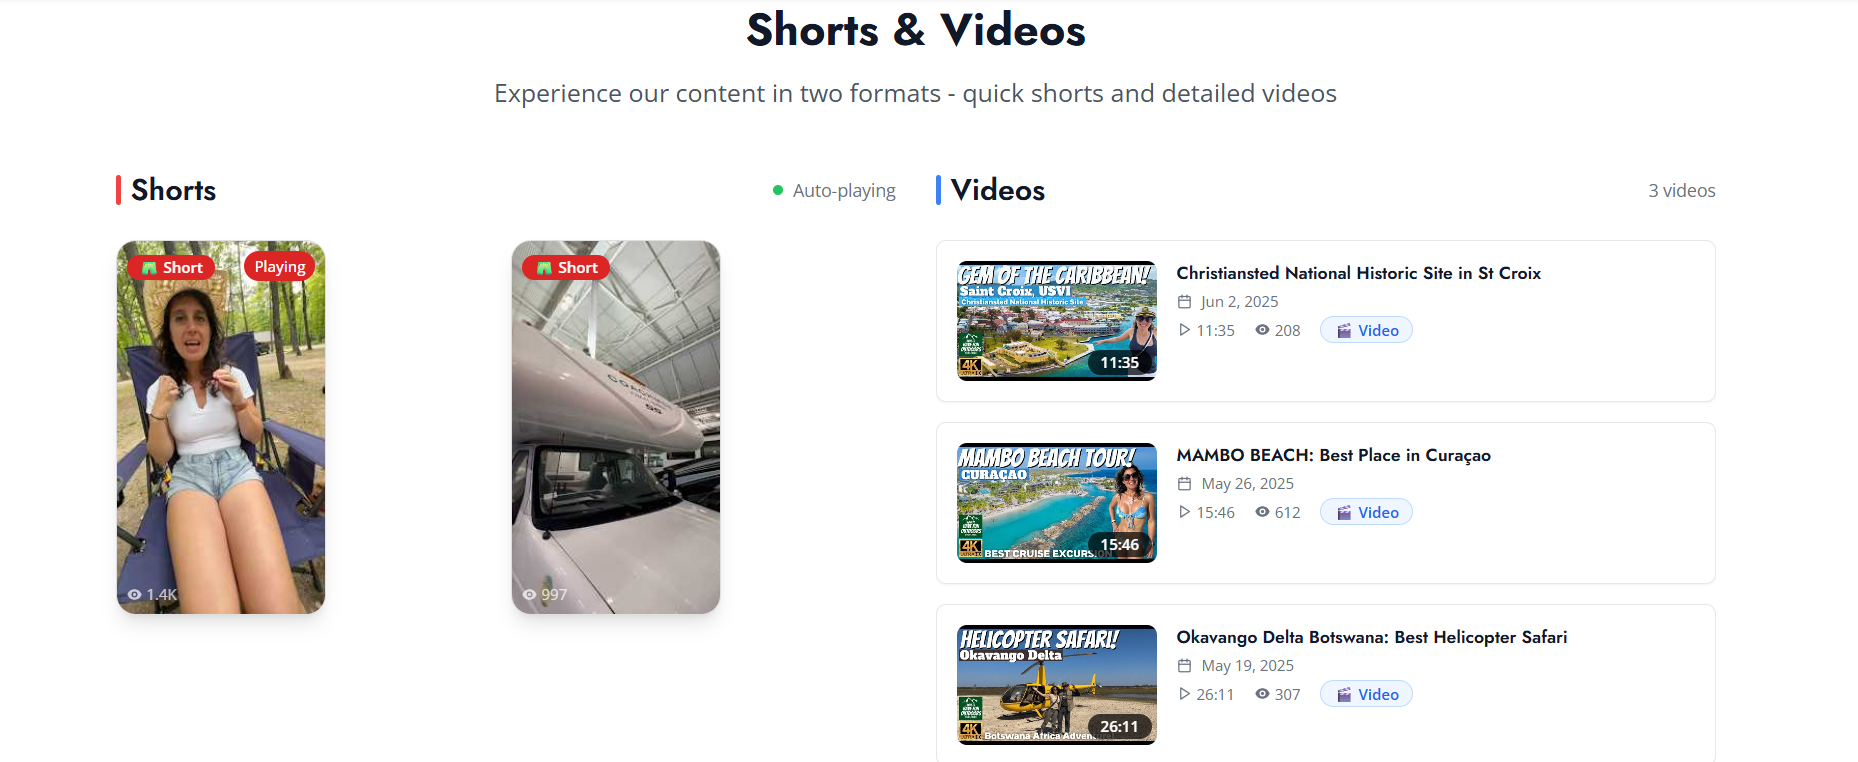 Shorts & Videos
Experience our content in two formats - quick shorts and detailed videos
Shorts
Auto-playing
Short
Playing
1.4K
Short
997
Videos
3 videos
GEM OF THE CARIBBEAN!
Saint Croix, USVI
Christiansted National Historic Site
4K
11:35
Christiansted National Historic Site in St Croix
Jun 2, 2025
11:35
208
Video
MAMBO BEACH TOUR!
CURAÇAO
4K
BEST CRUISE EXCURSION
15:46
MAMBO BEACH: Best Place in Curaçao
May 26, 2025
15:46
612
Video
HELICOPTER SAFARI!
Okavango Delta
4K
Botswana Africa
26:11
Okavango Delta Botswana: Best Helicopter Safari
May 19, 2025
26:11
307
Video